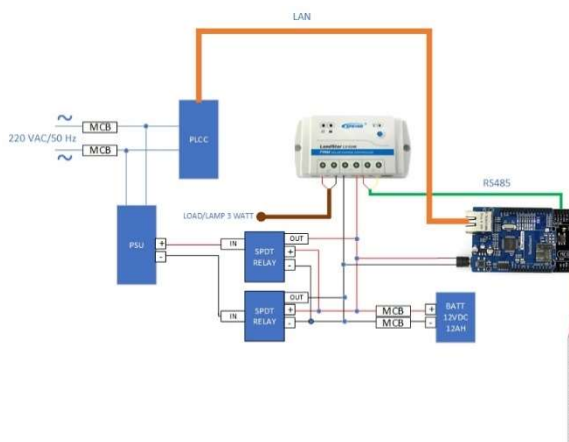 LAN
MCB
220 VAC/50 Hz
MCB
PLCC
LandStar
RS485
LOAD/LAMP 3 WATT
PSU
+
-
IN
SPDT
RELAY
OUT
+
-
IN
SPDT
RELAY
OUT
+
-
MCB
MCB
+
-
BATT
12VDC
12AH